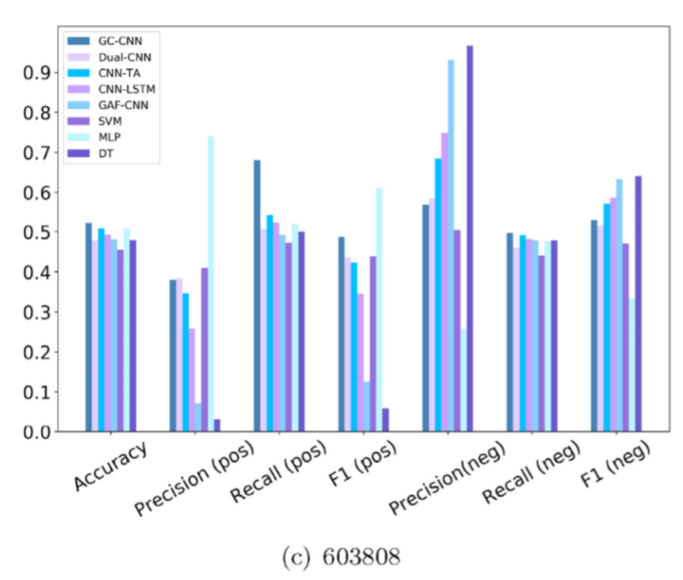 GC-CNN
Dual-CNN
CNN-TA
CNN-LSTM
GAF-CNN
SVM
MLP
DT
0.9
0.8
0.7
0.6
0.5
0.4
0.3
0.2
0.1
0.0
Accuracy
Precision (pos)
Recall (pos)
F1 (pos)
Precision(neg)
Recall (neg)
F1 (neg)
(c) 603808